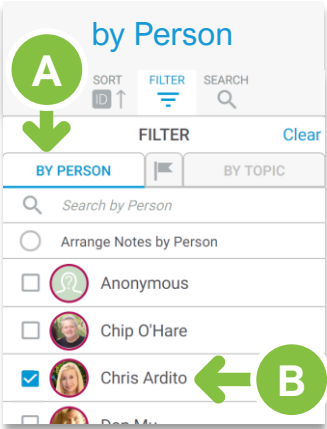 by Person
A
SORT FILTER SEARCH
ID
FILTER Clear
BY PERSON BY TOPIC
Search by Person
Arrange Notes by Person
Anonymous
Chip O'Hare
Chris Ardito
B